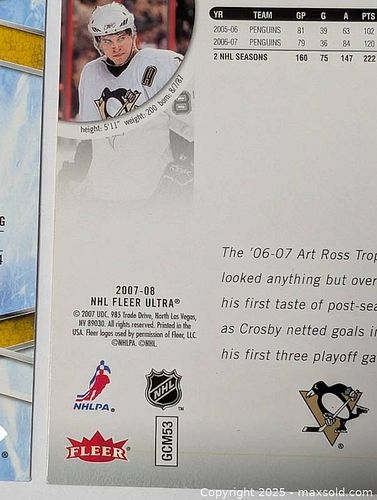 YR TEAM GP G A PTS
2005-06 PENGUINS 81 39 63 102
2006-07 PENGUINS 79 36 84 120
2 NHL SEASONS 160 75 147 222
height: 5'11" weight: 200 born: 8/7/87
G
4
The '06-07 Art Ross Trop
looked anything but over
his first taste of post-sea
as Crosby netted goals i
his first three playoff ga
2007-08
NHL FLEER ULTRA®
© 2007 UDC. 985 Trade Drive, North Las Vegas,
NV 89030. All rights reserved. Printed in the
USA. Fleer logos used by permission of Fleer, LLC.
©NHLPA. ©NHL.
NHLPA
NHL
TM
FLEER
GCM53
®
®
Copyright 2025 - maxsold.com